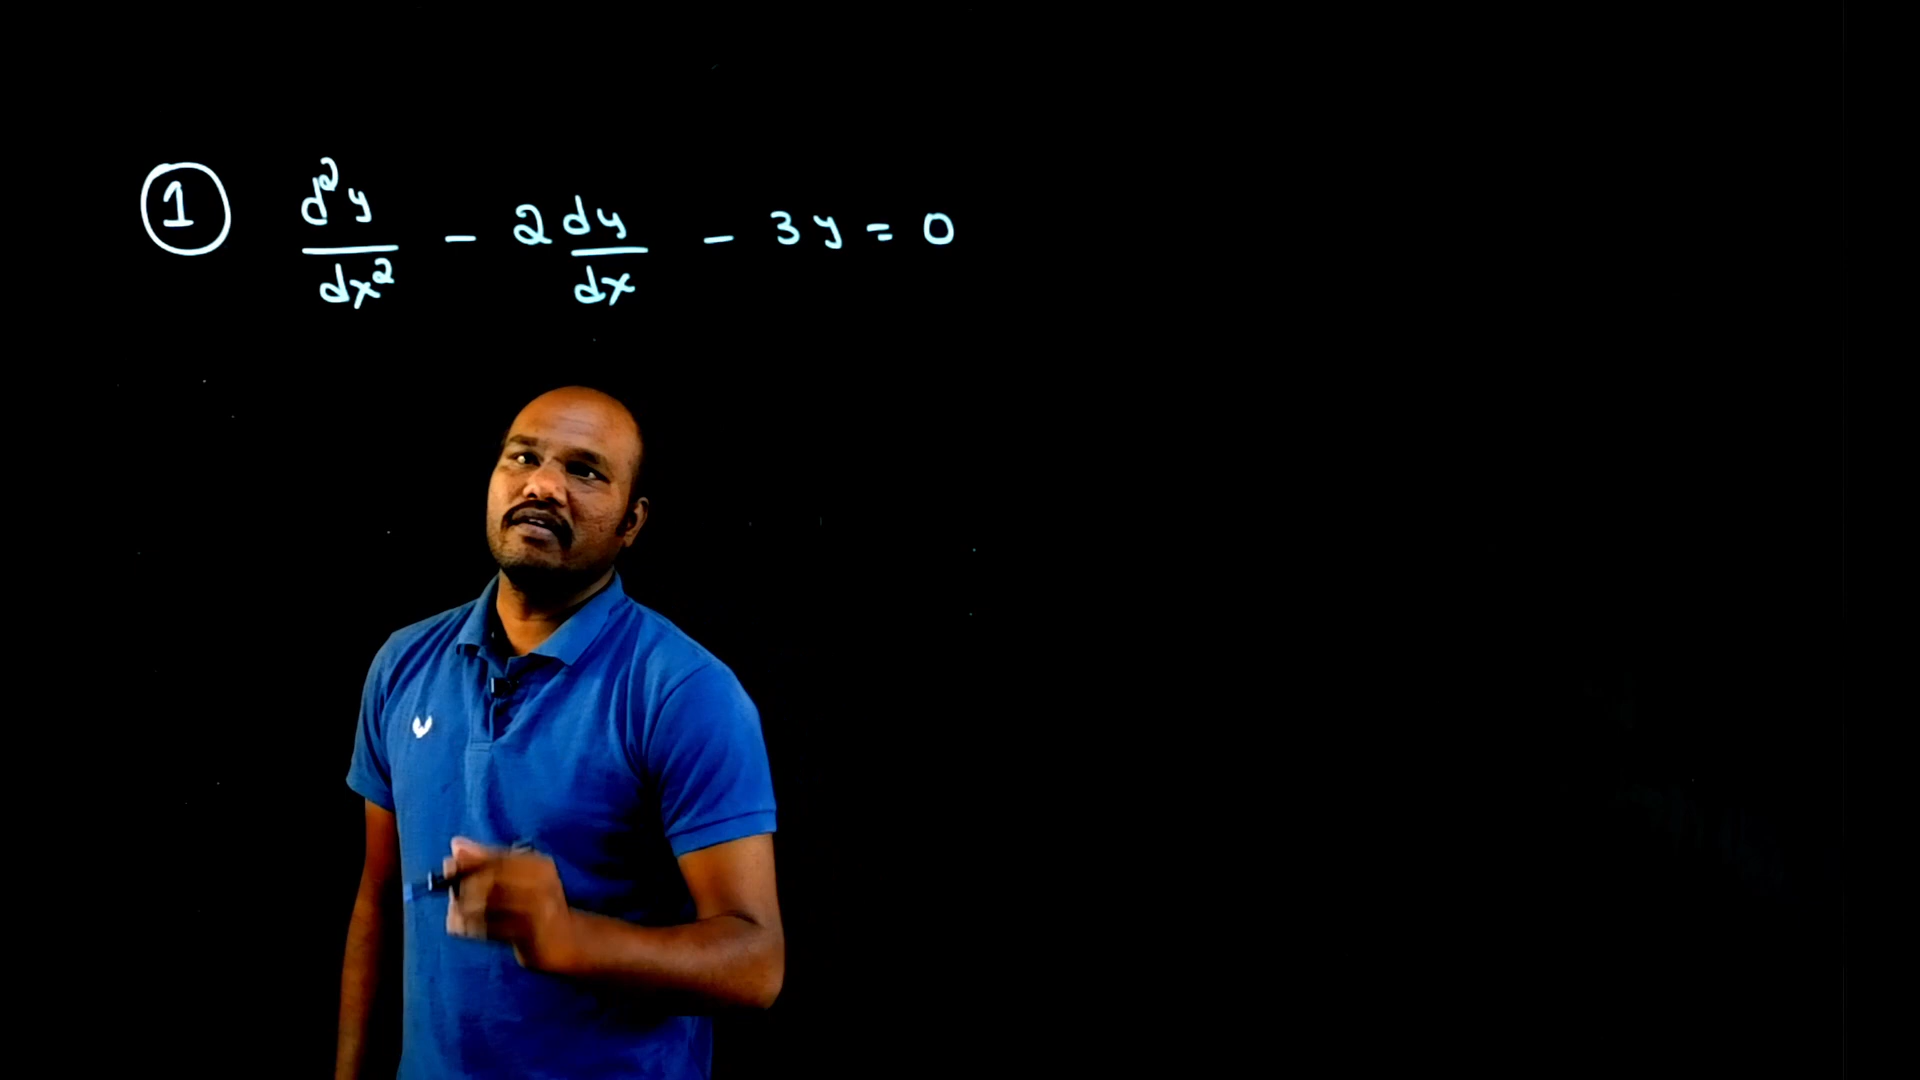 ① d²y/dx² - 2 dy/dx - 3y = 0